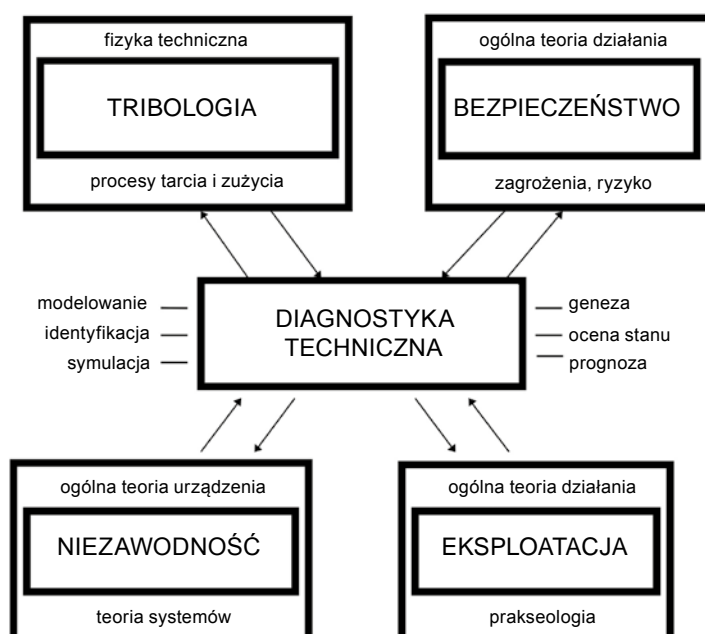 fizyka techniczna
TRIBOLOGIA
procesy tarcia i zużycia
ogólna teoria działania
BEZPIECZEŃSTWO
zagrożenia, ryzyko
modelowanie
identyfikacja
symulacja
DIAGNOSTYKA
TECHNICZNA
geneza
ocena stanu
prognoza
ogólna teoria urządzenia
NIEZAWODNOŚĆ
teoria systemów
ogólna teoria działania
EKSPLOATACJA
prakseologia